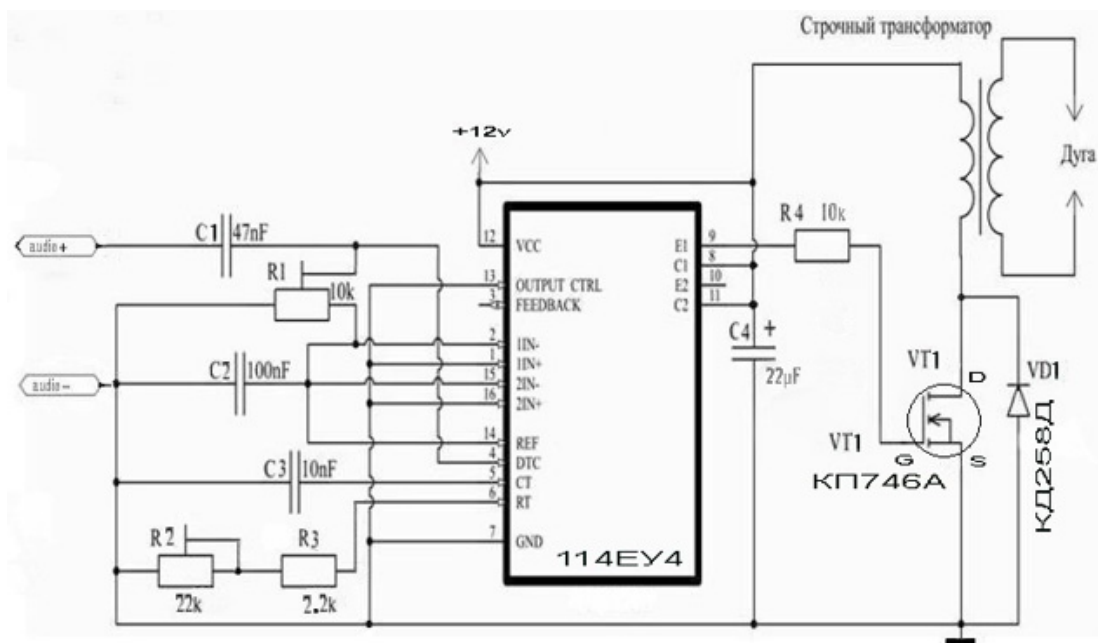 Строчный трансформатор
Дуга
+12v
audio+
C1
47nF
R1
10k
audio–
C2
100nF
C3
10nF
R2
22k
R3
2.2k
12
VCC
13
OUTPUT CTRL
3
FEEDBACK
2
1IN-
1
1IN+
15
2IN-
16
2IN+
14
REF
4
DTC
5
CT
6
RT
7
GND
E1
9
C1
8
E2
10
C2
11
114ЕУ4
R4
10к
C4
+
22µF
VT1
D
VT1
G
S
КП746А
VD1
КД258Д